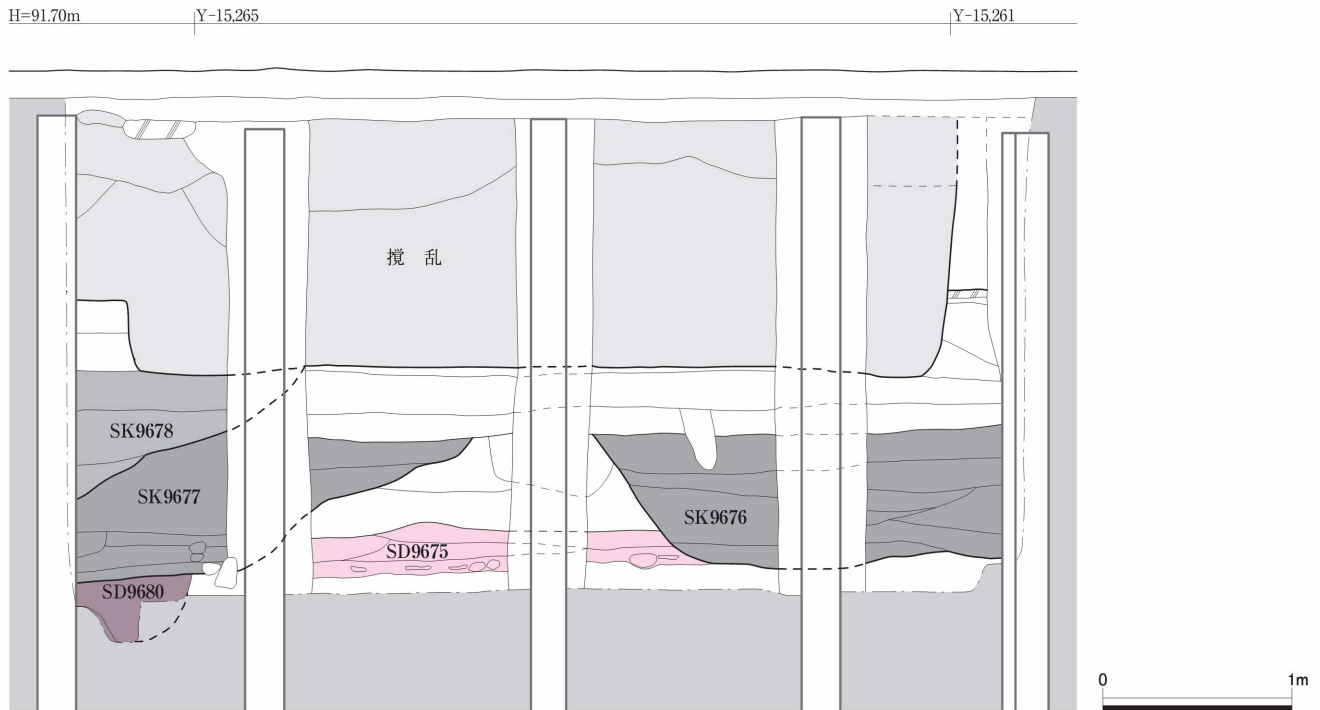 H=91.70m
Y-15,265
Y-15,261
撹 乱
SK9678
SK9677
SK9676
SD9675
SD9680
0 1m